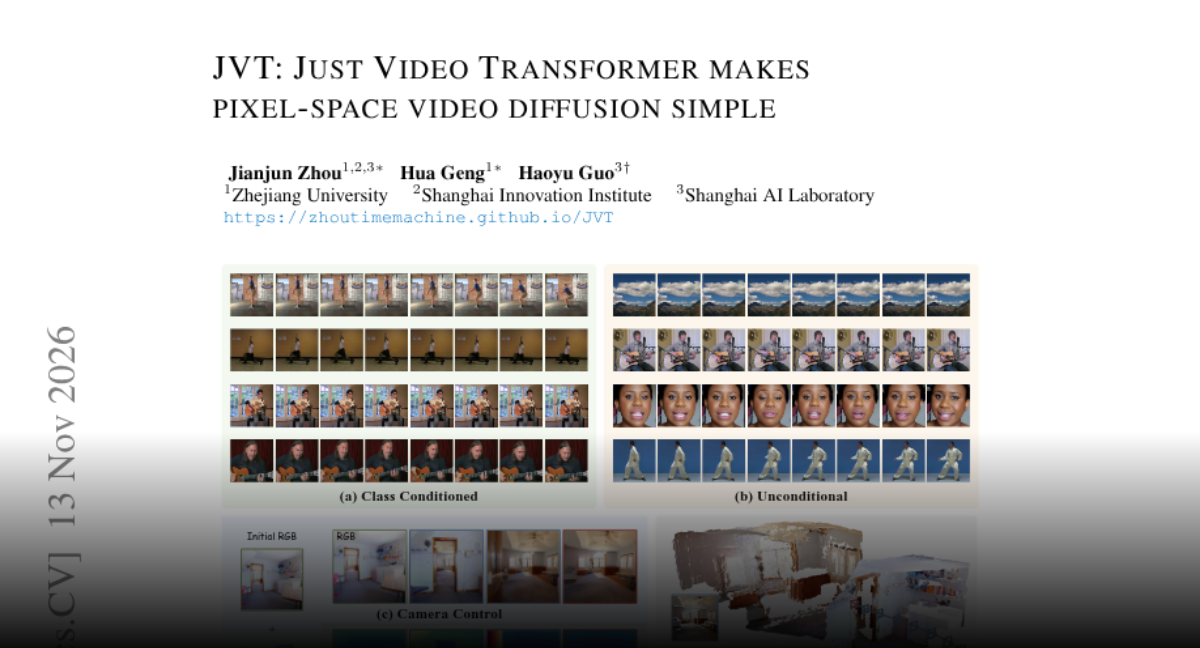 JVT: JUST VIDEO TRANSFORMER MAKES
PIXEL-SPACE VIDEO DIFFUSION SIMPLE
Jianjun Zhou1,2,3∗ Hua Geng1∗ Haoyu Guo3†
1Zhejiang University 2Shanghai Innovation Institute 3Shanghai AI Laboratory
https://zhoutimemachine.github.io/JVT
(a) Class Conditioned
(b) Unconditional
Initial RGB
RGB
(c) Camera Control
s.CV] 13 Nov 2026